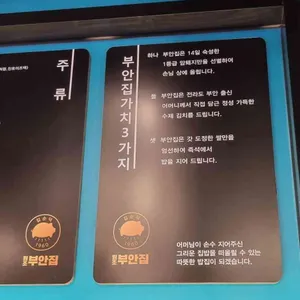 주류
부안집가치3가지
하나 부안집은 14일 숙성한
1등급 암퇘지만을 선별하여
손님 상에 올립니다.
둘 부안집은 전라도 부안 출신
어머니께서 직접 담근 정성 가득한
수제 김치를 드립니다.
셋 부안집은 갓 도정한 쌀만을
엄선하여 즉석에서
밥을 지어 드립니다.
어머님이 손수 지어주신
그리운 집밥을 떠올릴 수 있는
따뜻한 밥집이 되겠습니다.
1960
부안집
1960
부안집